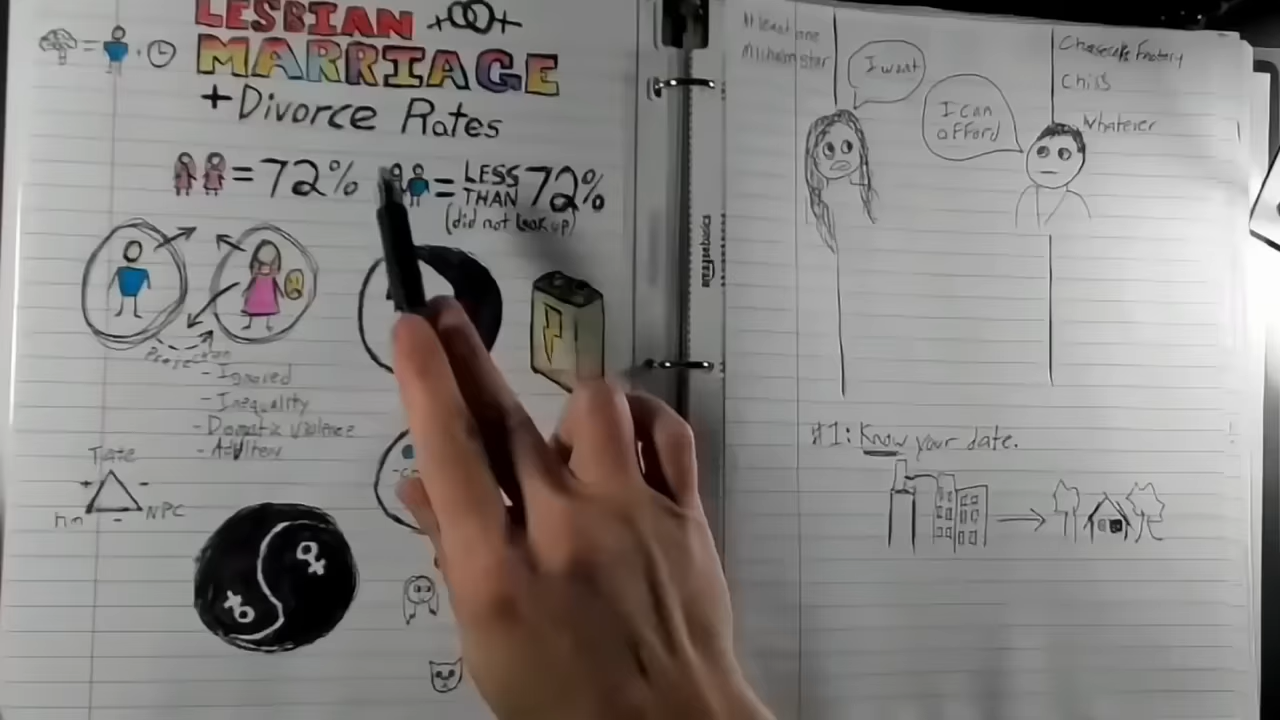 LESBIAN
MARRIAGE
+ Divorce Rates
= 72%
= LESS THAN 72%
(did not look up)
Projection
- Ignored
- Inequality
- Domestic Violence
- Adultery
NPC
-
+
-
At least one
Michelin star
I want
I can
afford
Cheesecake Factory
Chili's
Whatever
#1: Know your date.